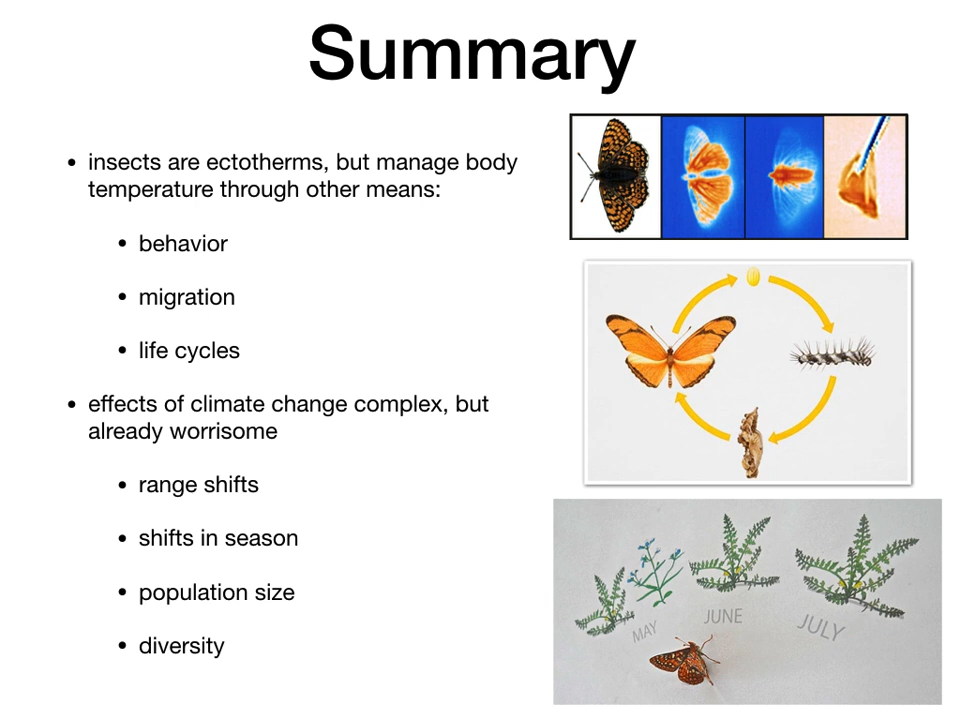 Summary
• insects are ectotherms, but manage body
temperature through other means:
• behavior
• migration
• life cycles
• effects of climate change complex, but
already worrisome
• range shifts
• shifts in season
• population size
• diversity
MAY
JUNE
JULY